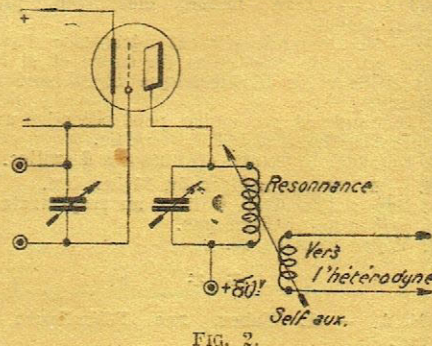 +
-
Resonnance
Vers
l'hétérodyne
+80V
Self aux.
FIG. 2.